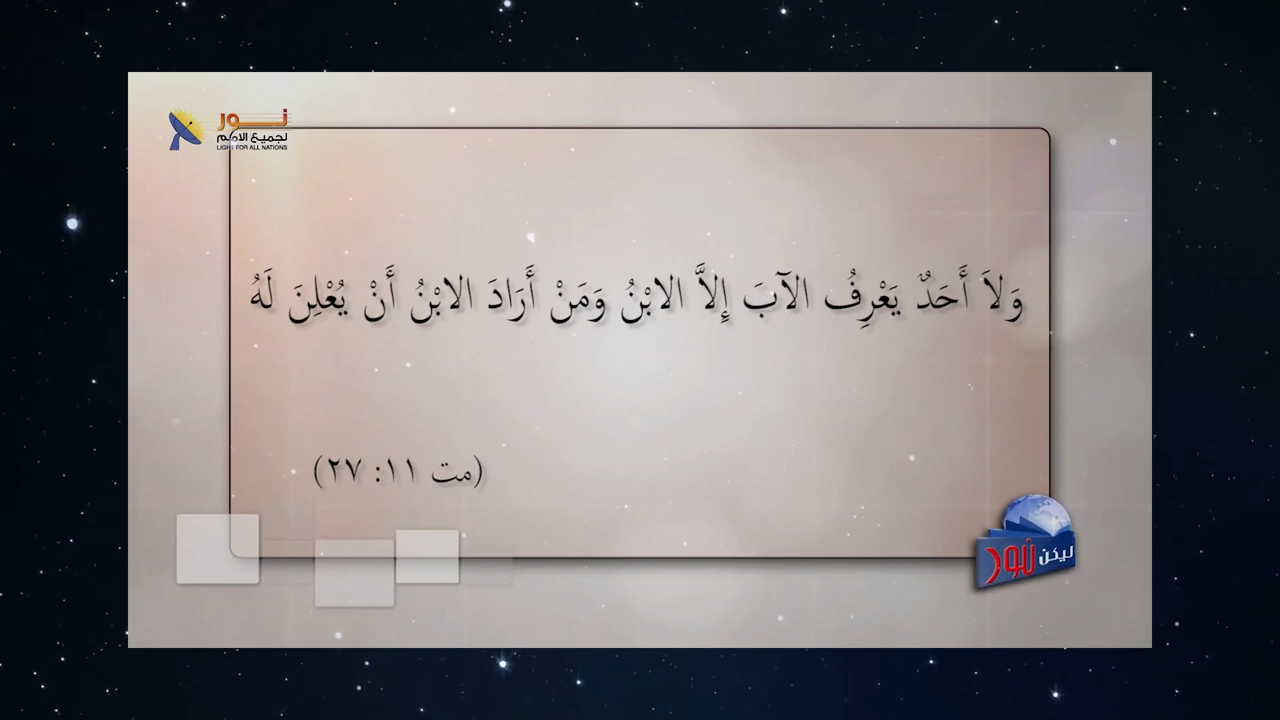 نور
لجميع الامم
LIGHT FOR ALL NATIONS
وَلاَ أَحَدٌ يَعْرِفُ الآبَ إِلاَّ الابْنُ وَمَنْ أَرَادَ الابْنُ أَنْ يُعْلِنَ لَهُ
(مت ١١: ٢٧)
ليكن نور